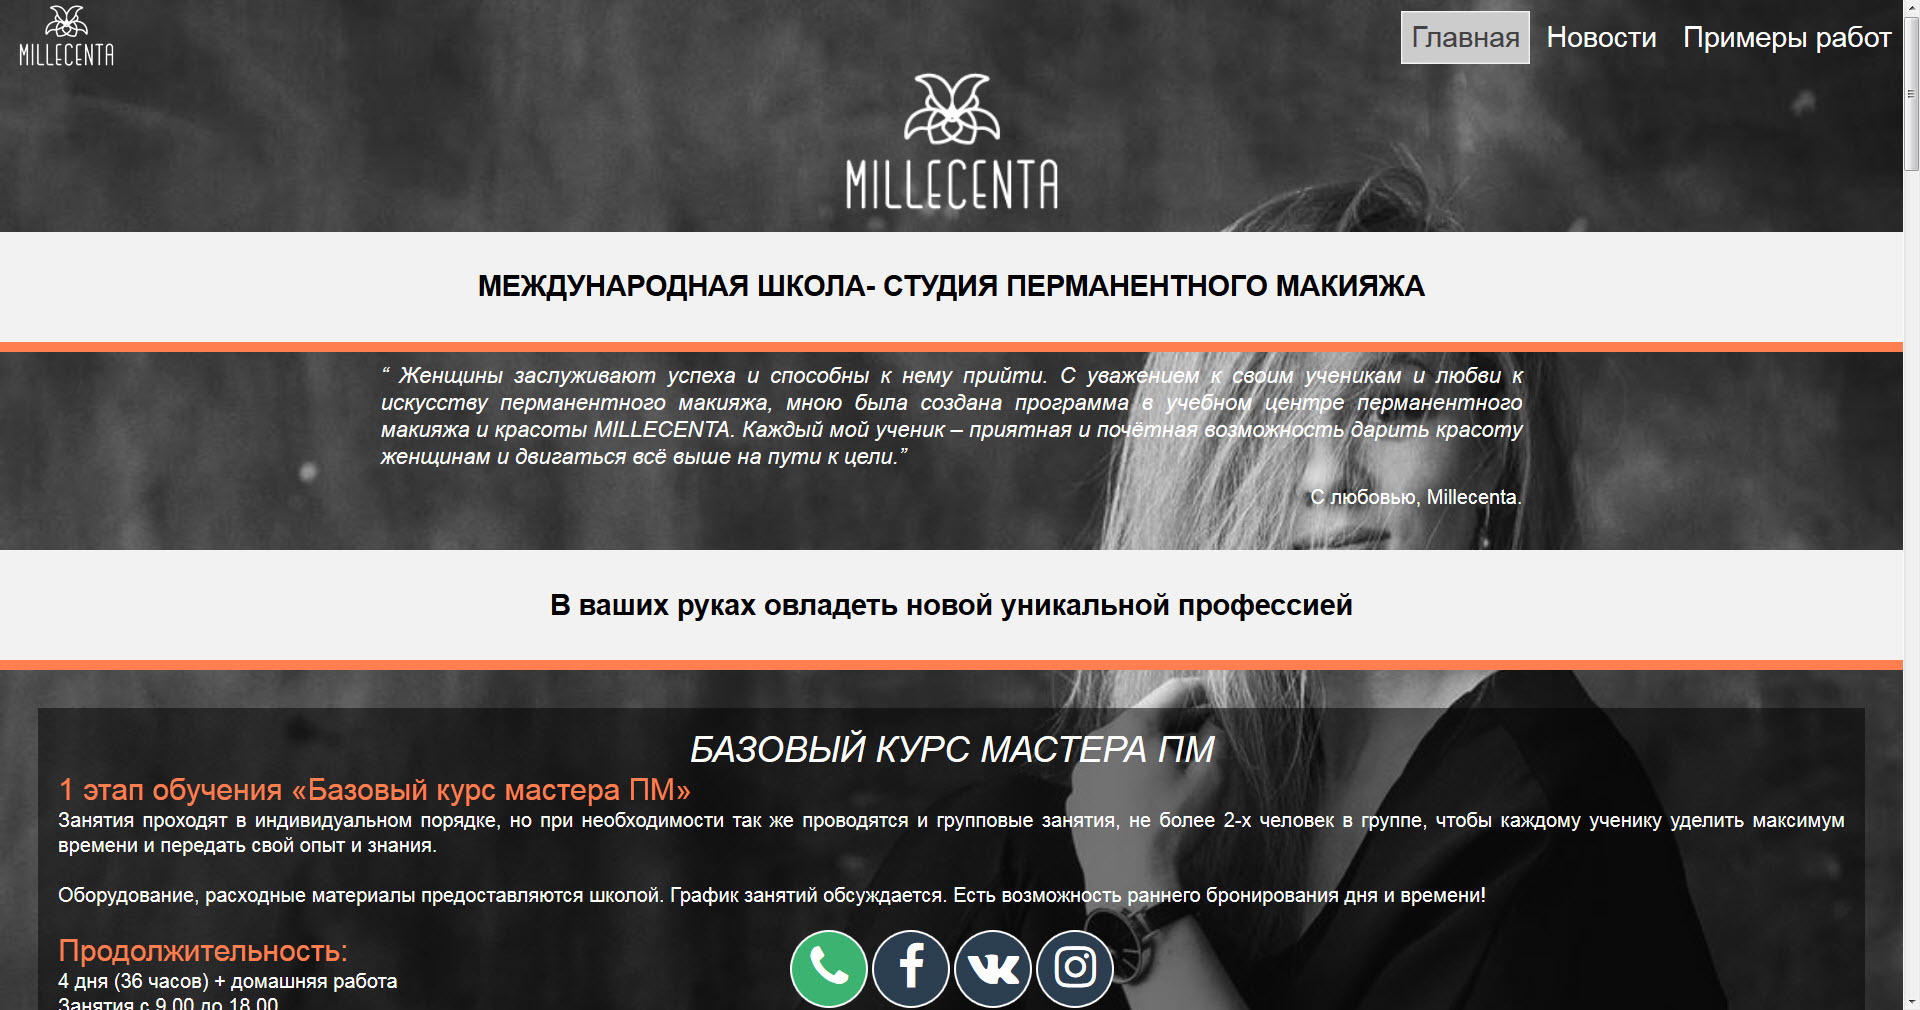 MILLECENTA
Главная Новости Примеры работ
MILLECENTA
МЕЖДУНАРОДНАЯ ШКОЛА- СТУДИЯ ПЕРМАНЕНТНОГО МАКИЯЖА
“ Женщины заслуживают успеха и способны к нему прийти. С уважением к своим ученикам и любви к
искусству перманентного макияжа, мною была создана программа в учебном центре перманентного
макияжа и красоты MILLECENTA. Каждый мой ученик – приятная и почётная возможность дарить красоту
женщинам и двигаться всё выше на пути к цели.”
С любовью, Millecenta.
В ваших руках овладеть новой уникальной профессией
БАЗОВЫЙ КУРС МАСТЕРА ПМ
1 этап обучения «Базовый курс мастера ПМ»
Занятия проходят в индивидуальном порядке, но при необходимости так же проводятся и групповые занятия, не более 2-х человек в группе, чтобы каждому ученику уделить максимум
времени и передать свой опыт и знания.
Оборудование, расходные материалы предоставляются школой. График занятий обсуждается. Есть возможность раннего бронирования дня и времени!
Продолжительность:
4 дня (36 часов) + домашняя работа
Занятия с 9.00 до 18.00